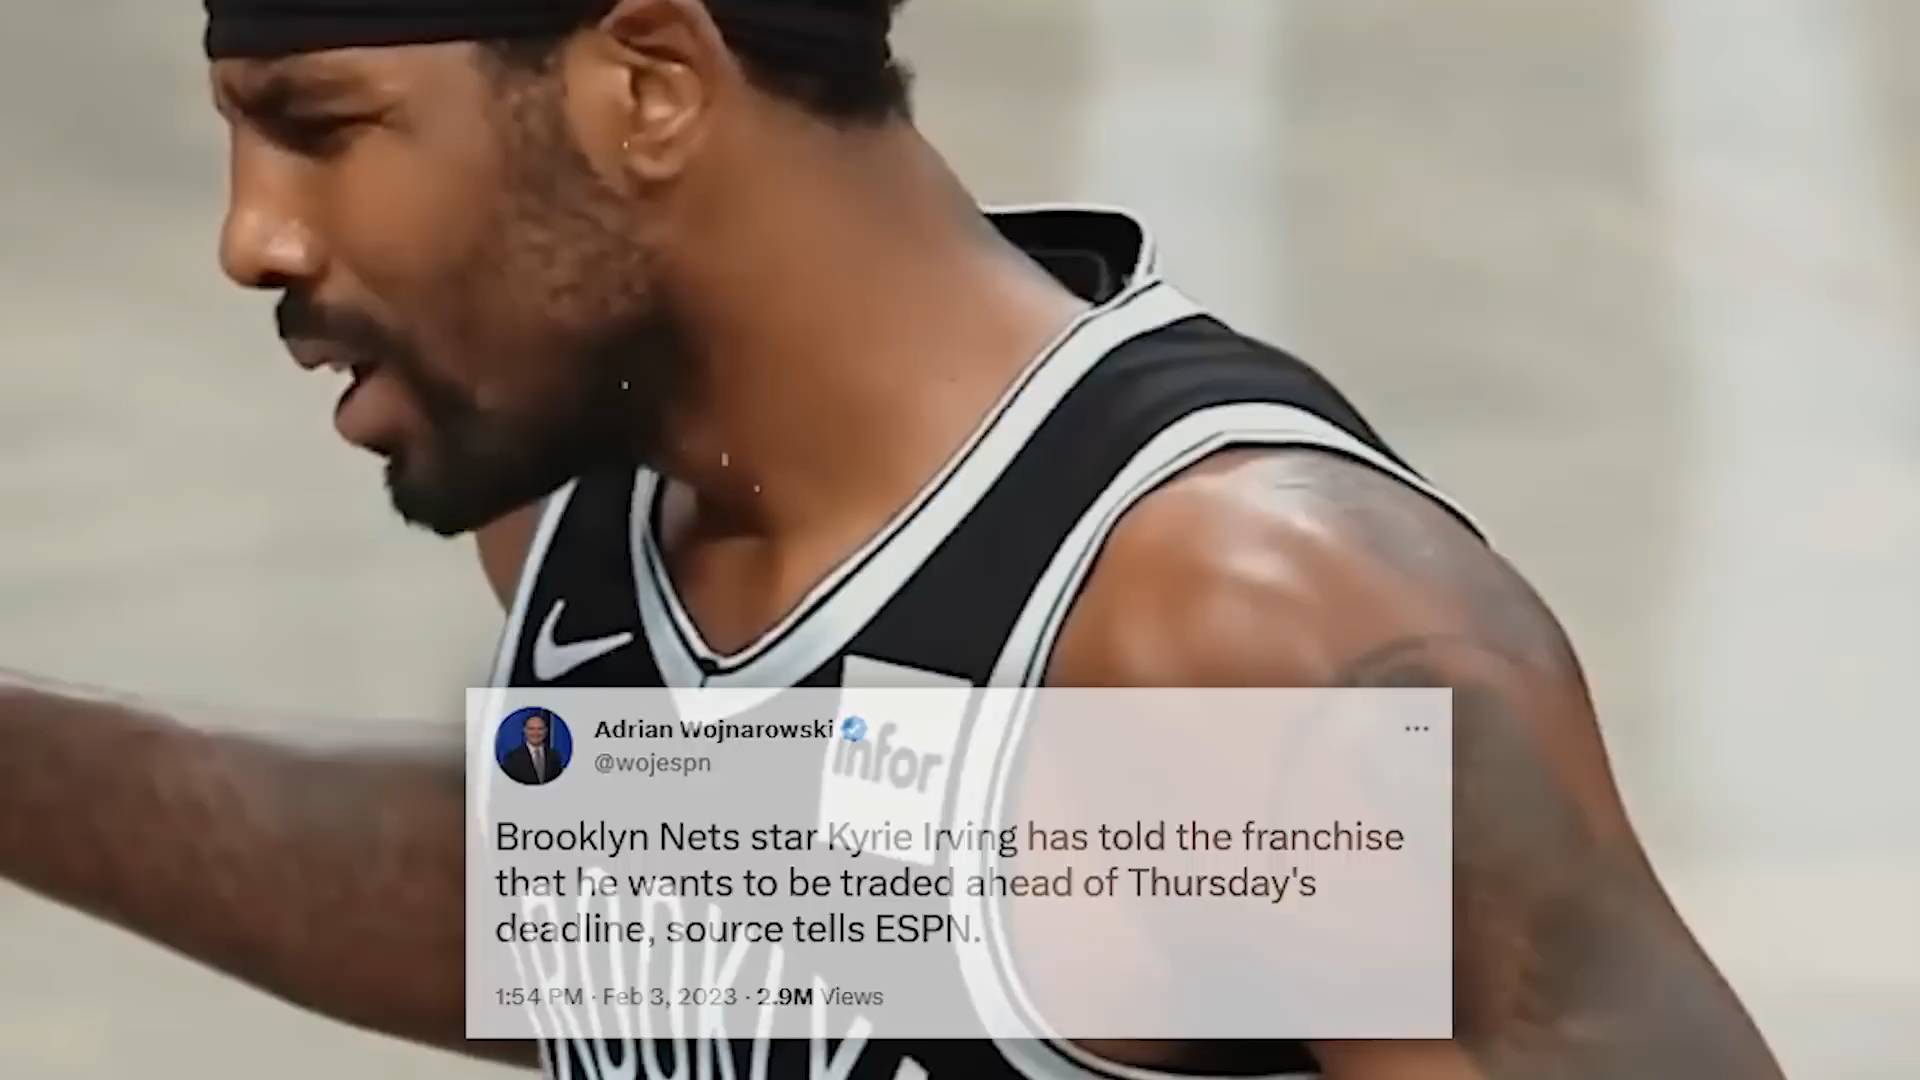 Adrian Wojnarowski
@wojespn
infor
Brooklyn Nets star Kyrie Irving has told the franchise
that he wants to be traded ahead of Thursday's
deadline, source tells ESPN.
1:54 PM · Feb 3, 2023 · 2.9M Views
BROOKLYN